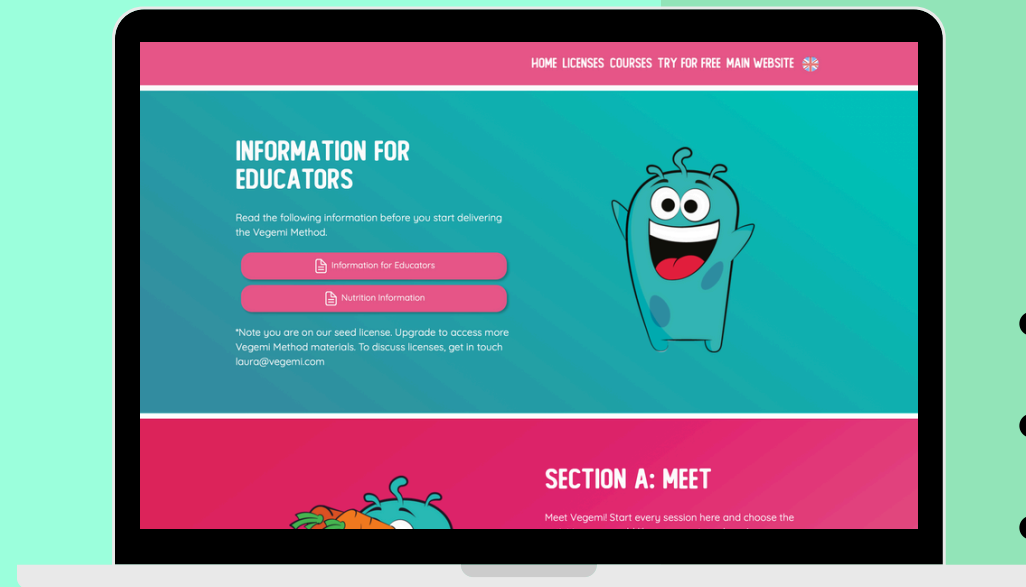 HOME LICENSES COURSES TRY FOR FREE MAIN WEBSITE
INFORMATION FOR
EDUCATORS
Read the following information before you start delivering
the Vegemi Method.
Information for Educators
Nutrition Information
*Note you are on our seed license. Upgrade to access more
Vegemi Method materials. To discuss licenses, get in touch
laura@vegemi.com
SECTION A: MEET
Meet Vegemi! Start every session here and choose the